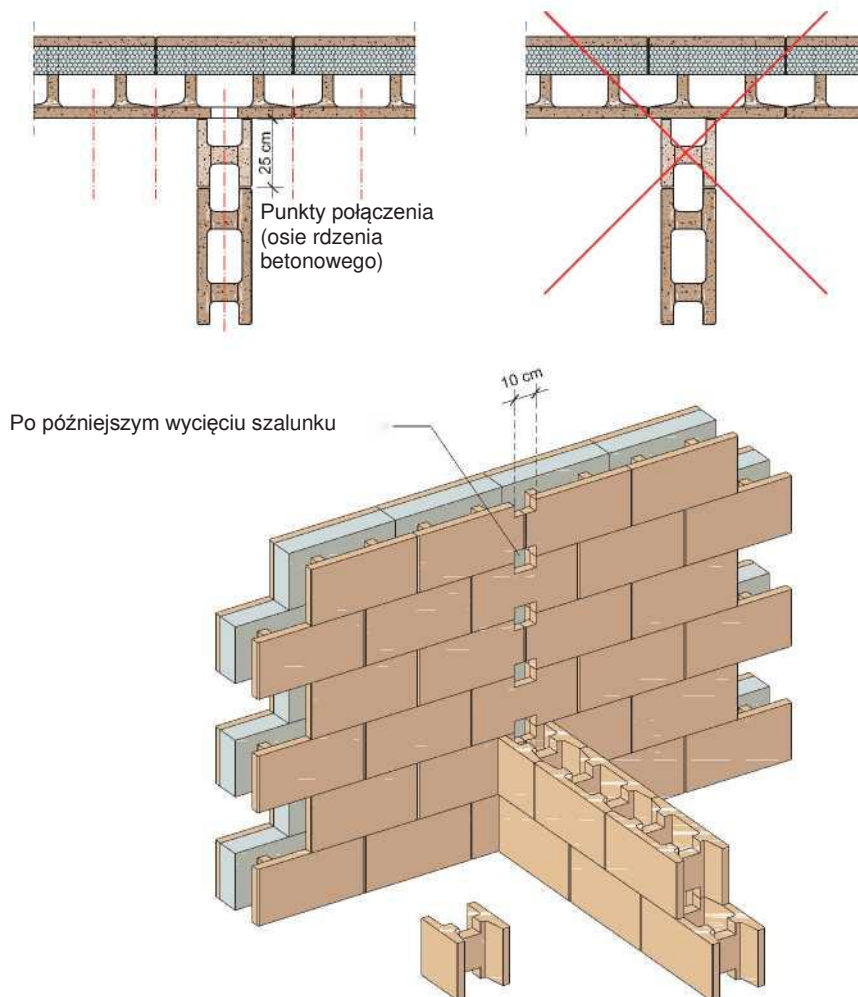 25 cm
Punkty połączenia
(osie rdzenia
betonowego)
10 cm
Po późniejszym wycięciu szalunku